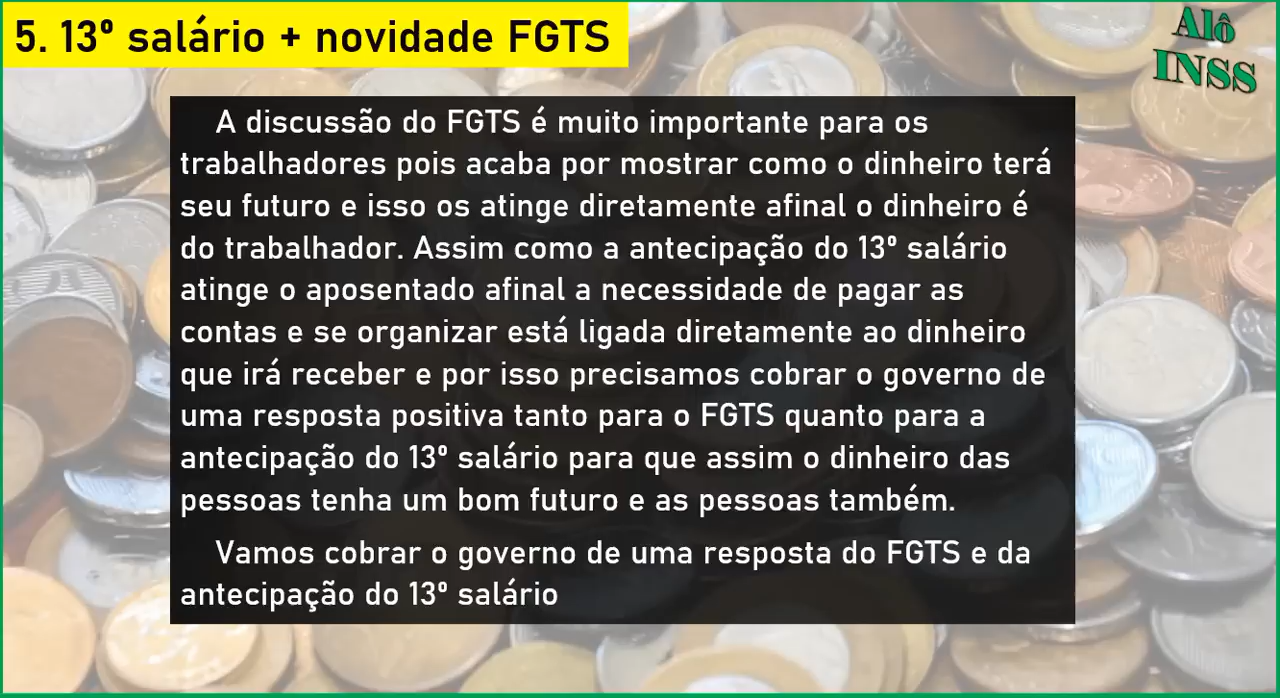 5. 13º salário + novidade FGTS
Alô
INSS
A discussão do FGTS é muito importante para os
trabalhadores pois acaba por mostrar como o dinheiro terá
seu futuro e isso os atinge diretamente afinal o dinheiro é
do trabalhador. Assim como a antecipação do 13º salário
atinge o aposentado afinal a necessidade de pagar as
contas e se organizar está ligada diretamente ao dinheiro
que irá receber e por isso precisamos cobrar o governo de
uma resposta positiva tanto para o FGTS quanto para a
antecipação do 13º salário para que assim o dinheiro das
pessoas tenha um bom futuro e as pessoas também.
Vamos cobrar o governo de uma resposta do FGTS e da
antecipação do 13º salário